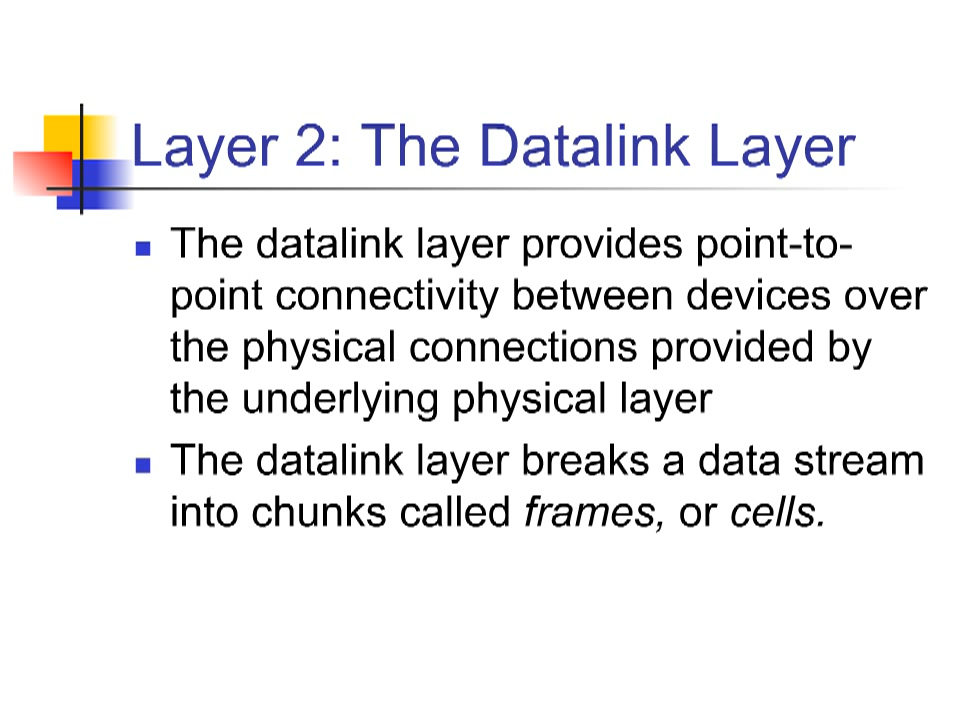 Layer 2: The Datalink Layer
The datalink layer provides point-to-
point connectivity between devices over
the physical connections provided by
the underlying physical layer
The datalink layer breaks a data stream
into chunks called frames, or cells.